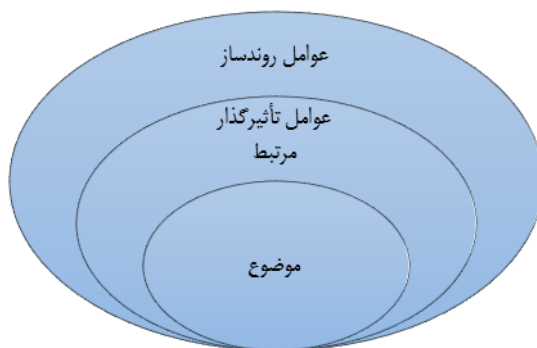 عوامل روندساز
عوامل تأثیرگذار
مرتبط
موضوع